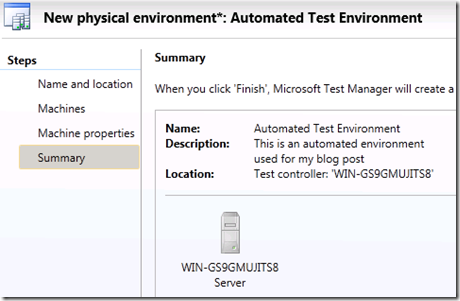 New physical environment*: Automated Test Environment
Steps
Name and location
Machines
Machine properties
Summary
Summary
When you click 'Finish', Microsoft Test Manager will create a
Name: Automated Test Environment
Description: This is an automated environment
used for my blog post
Location: Test controller: 'WIN-GS9GMUJITS8'
WIN-GS9GMUJITS8
Server